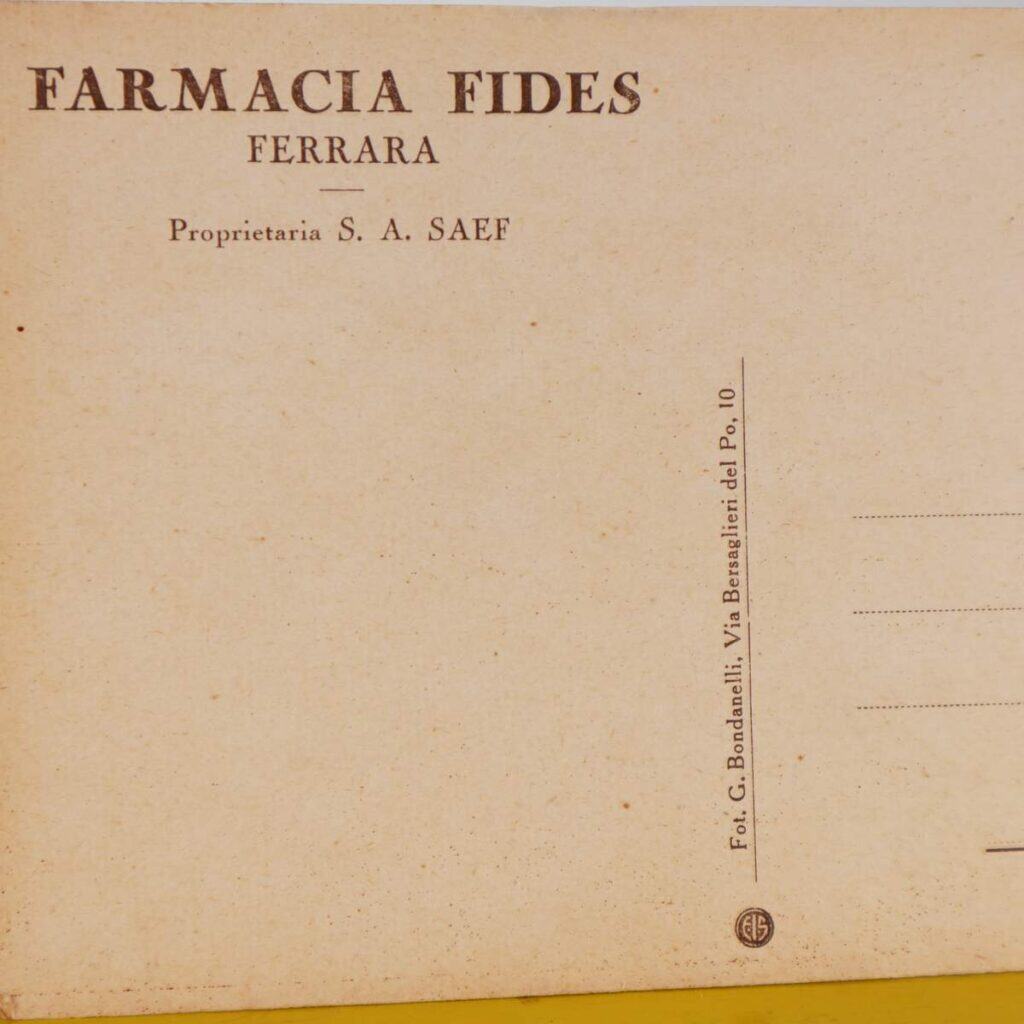 FARMACIA FIDES
FERRARA
Proprietaria S. A. SAEF
Fot. G. Bondanelli, Via Bersaglieri del Po, 10